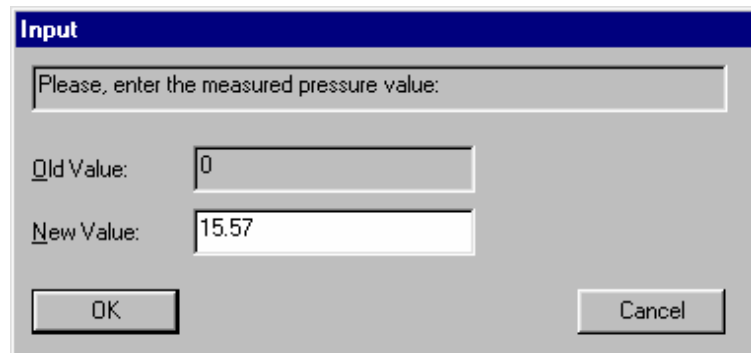 Input
Please, enter the measured pressure value:
Old Value: 0
New Value: 15.57
OK Cancel